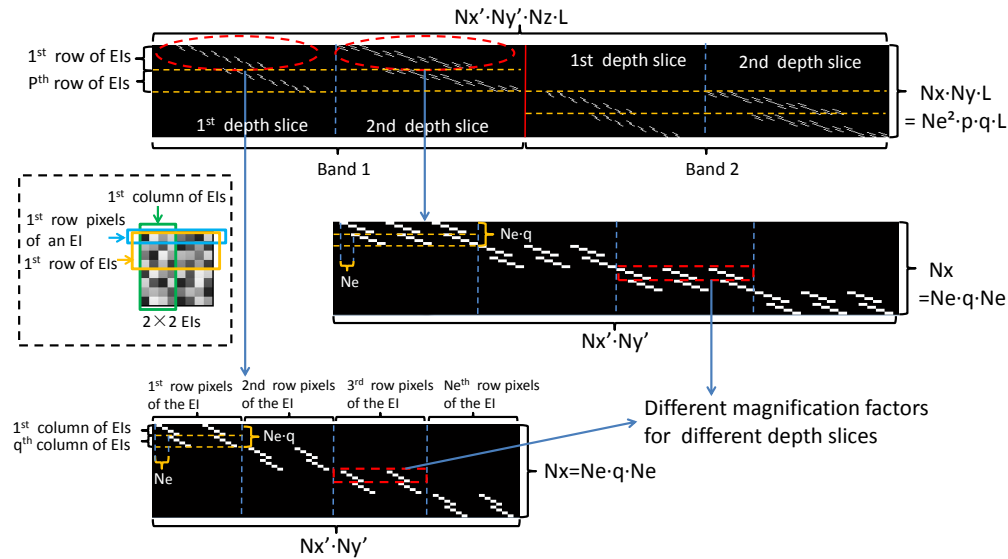 Nx’·Ny’·Nz·L
1st row of EIs
Pth row of EIs
1st depth slice
2nd depth slice
1st depth slice
2nd depth slice
Nx·Ny·L
= Ne²·p·q·L
Band 1
Band 2
1st column of EIs
1st row pixels
of an EI
1st row of EIs
2×2 EIs
Ne·q
Ne
Nx
=Ne·q·Ne
Nx’·Ny’
1st row pixels
of the EI
2nd row pixels
of the EI
3rd row pixels
of the EI
Neth row pixels
of the EI
1st column of EIs
qth column of EIs
Ne·q
Ne
Nx=Ne·q·Ne
Nx’·Ny’
Different magnification factors
for different depth slices